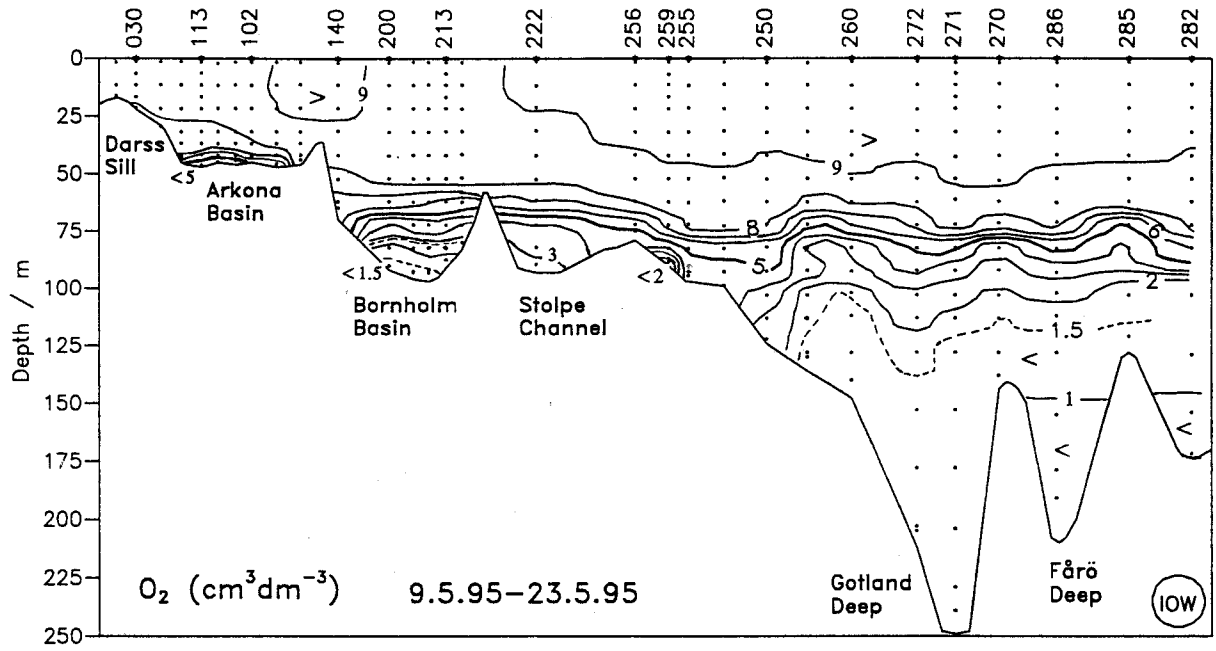 030 113 102 140 200 213 222 256 259 255 250 260 272 271 270 286 285 282
0
25
50
75
100
125
150
175
200
225
250
Depth / m
> 9
>
9
Darss
Sill
<5
Arkona
Basin
8
6
5
3
<1.5
<2
2
Bornholm
Basin
Stolpe
Channel
1.5
<
1
<
<
Gotland
Deep
Fårö
Deep
O₂ (cm³dm⁻³) 9.5.95–23.5.95
IOW